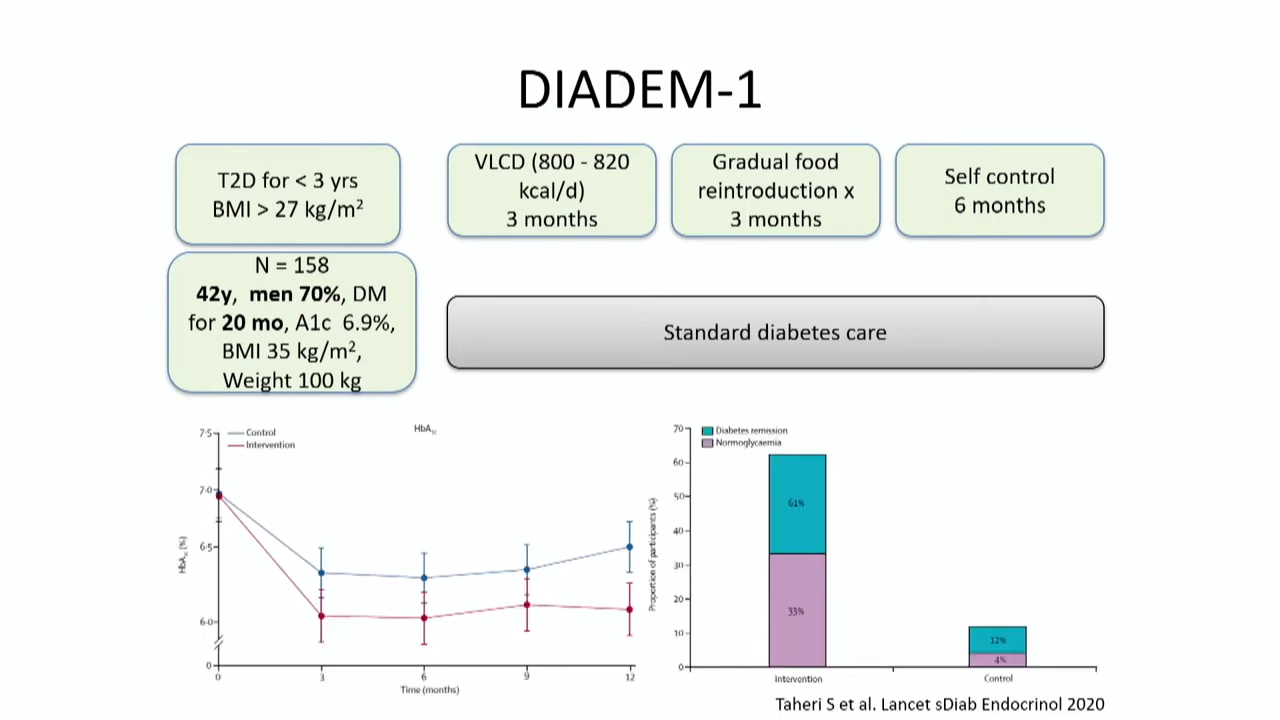 DIADEM-1
T2D for < 3 yrs
BMI > 27 kg/m²
VLCD (800 - 820
kcal/d)
3 months
Gradual food
reintroduction x
3 months
Self control
6 months
N = 158
42y, men 70%, DM
for 20 mo, A1c 6.9%,
BMI 35 kg/m²,
Weight 100 kg
Standard diabetes care
Control
Intervention
HbA₁c
7·5
7·0
6·5
6·0
0
HbA₁c (%)
0 3 6 9 12
Time (months)
Diabetes remission
Normoglycaemia
70
60
50
40
30
20
10
0
Proportion of participants (%)
61%
33%
12%
4%
Intervention
Control
Taheri S et al. Lancet sDiab Endocrinol 2020